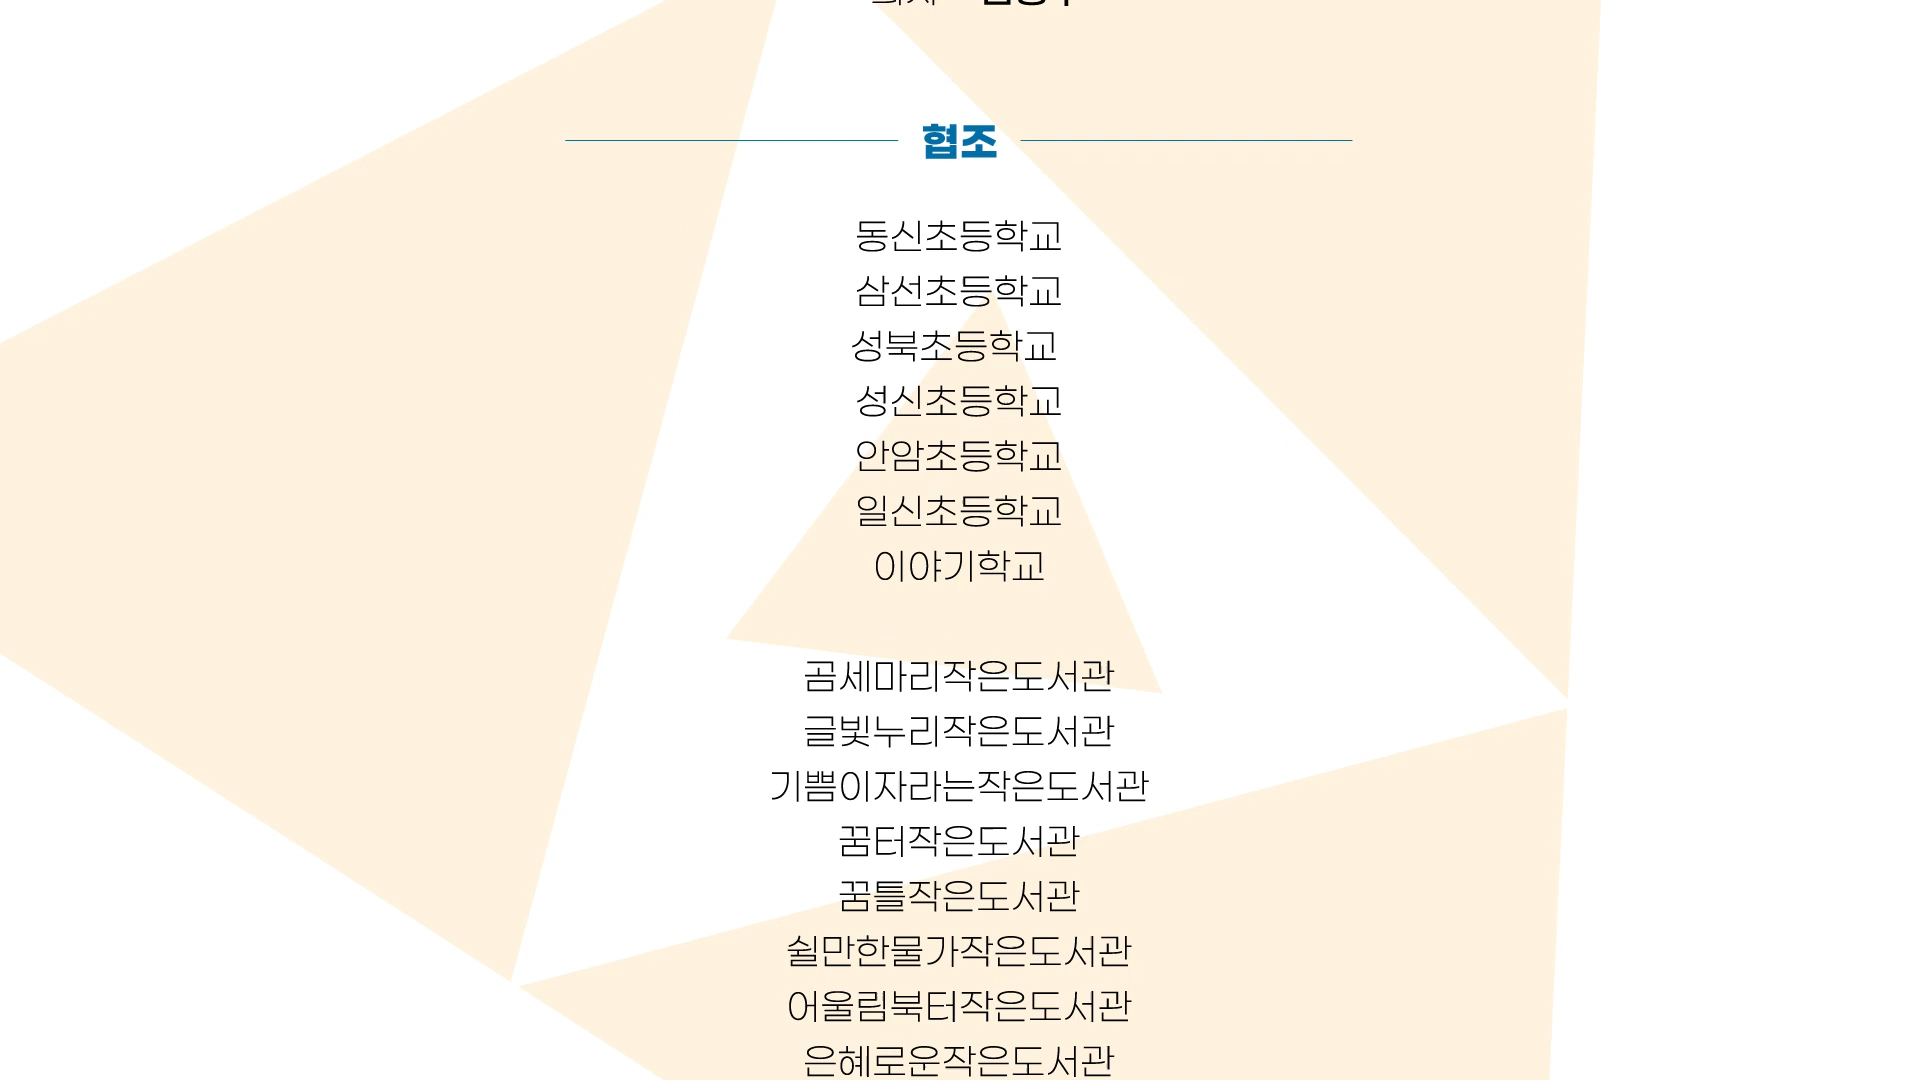 협조
동신초등학교
삼선초등학교
성북초등학교
성신초등학교
안암초등학교
일신초등학교
이야기학교
곰세마리작은도서관
글빛누리작은도서관
기쁨이자라는작은도서관
꿈터작은도서관
꿈틀작은도서관
쉴만한물가작은도서관
어울림북터작은도서관
은혜로운작은도서관